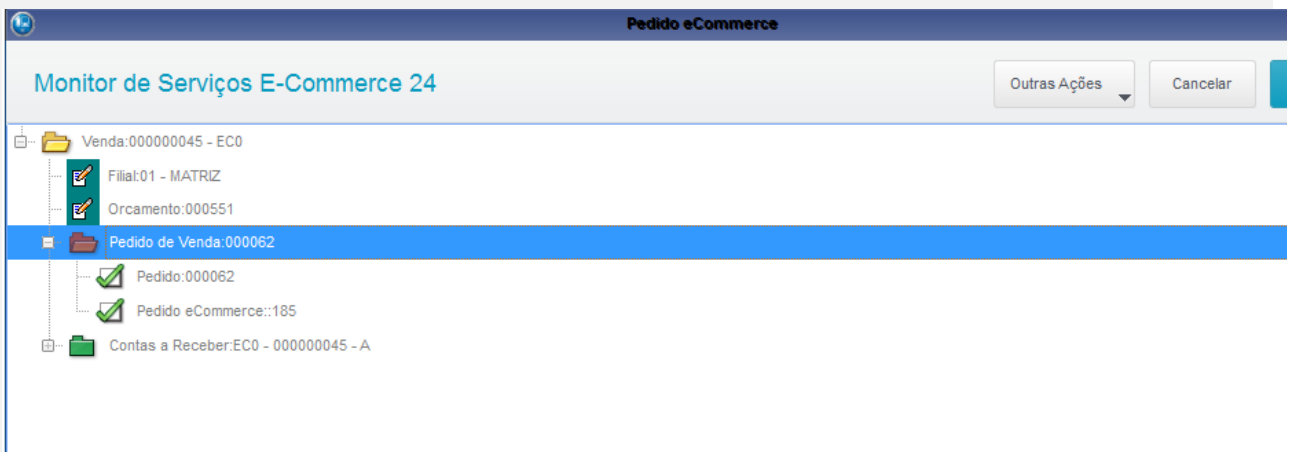 Pedido eCommerce
Monitor de Serviços E-Commerce 24
Outras Ações
Cancelar
Venda:000000045 - EC0
Filial:01 - MATRIZ
Orcamento:000551
Pedido de Venda:000062
Pedido:000062
Pedido eCommerce::185
Contas a Receber:EC0 - 000000045 - A